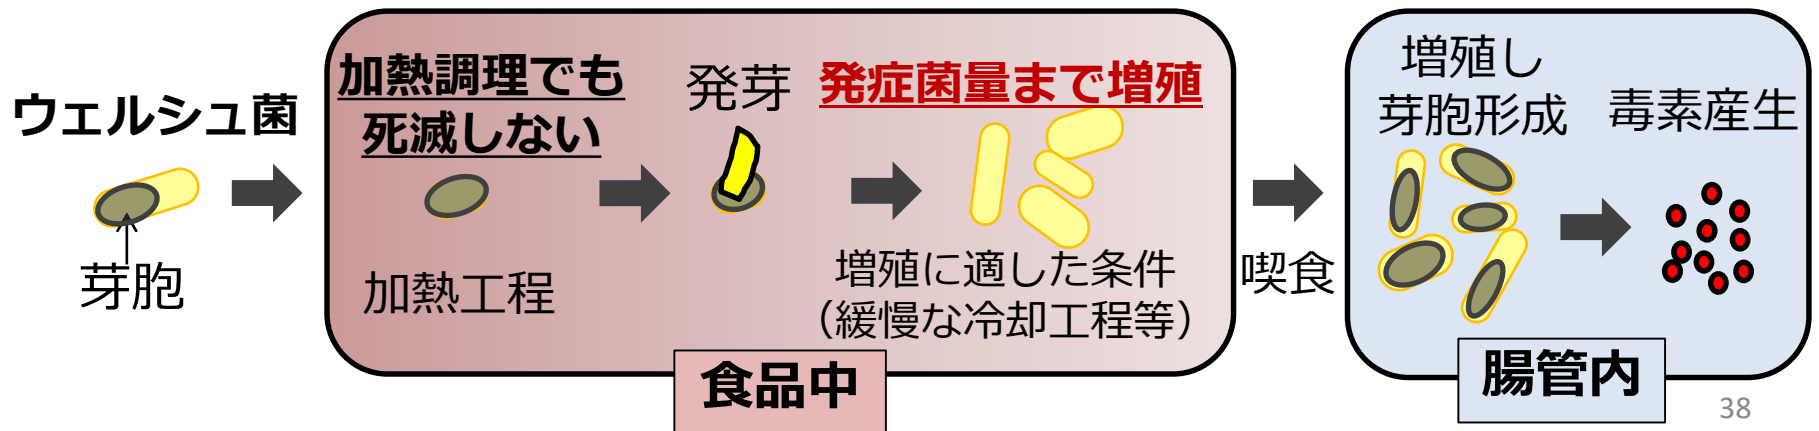 ウェルシュ菌
芽胞
加熱調理でも
死滅しない
加熱工程
発芽
発症菌量まで増殖
増殖に適した条件
（緩慢な冷却工程等）
食品中
喫食
増殖し
芽胞形成
毒素産生
腸管内
38